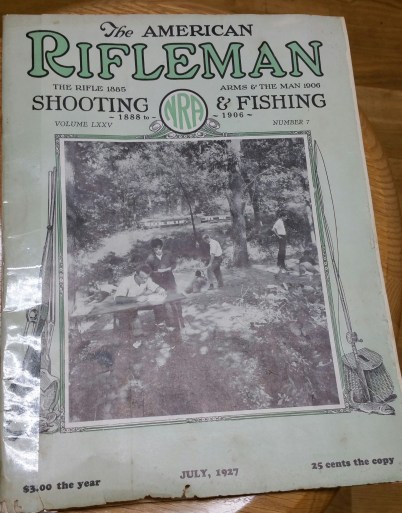 The AMERICAN
RIFLEMAN
THE RIFLE 1885 ARMS & THE MAN 1906
SHOOTING NRA & FISHING
~ 1888 to ~ ~ 1906 ~
VOLUME LXXV NUMBER 7
$3.00 the year JULY, 1927 25 cents the copy